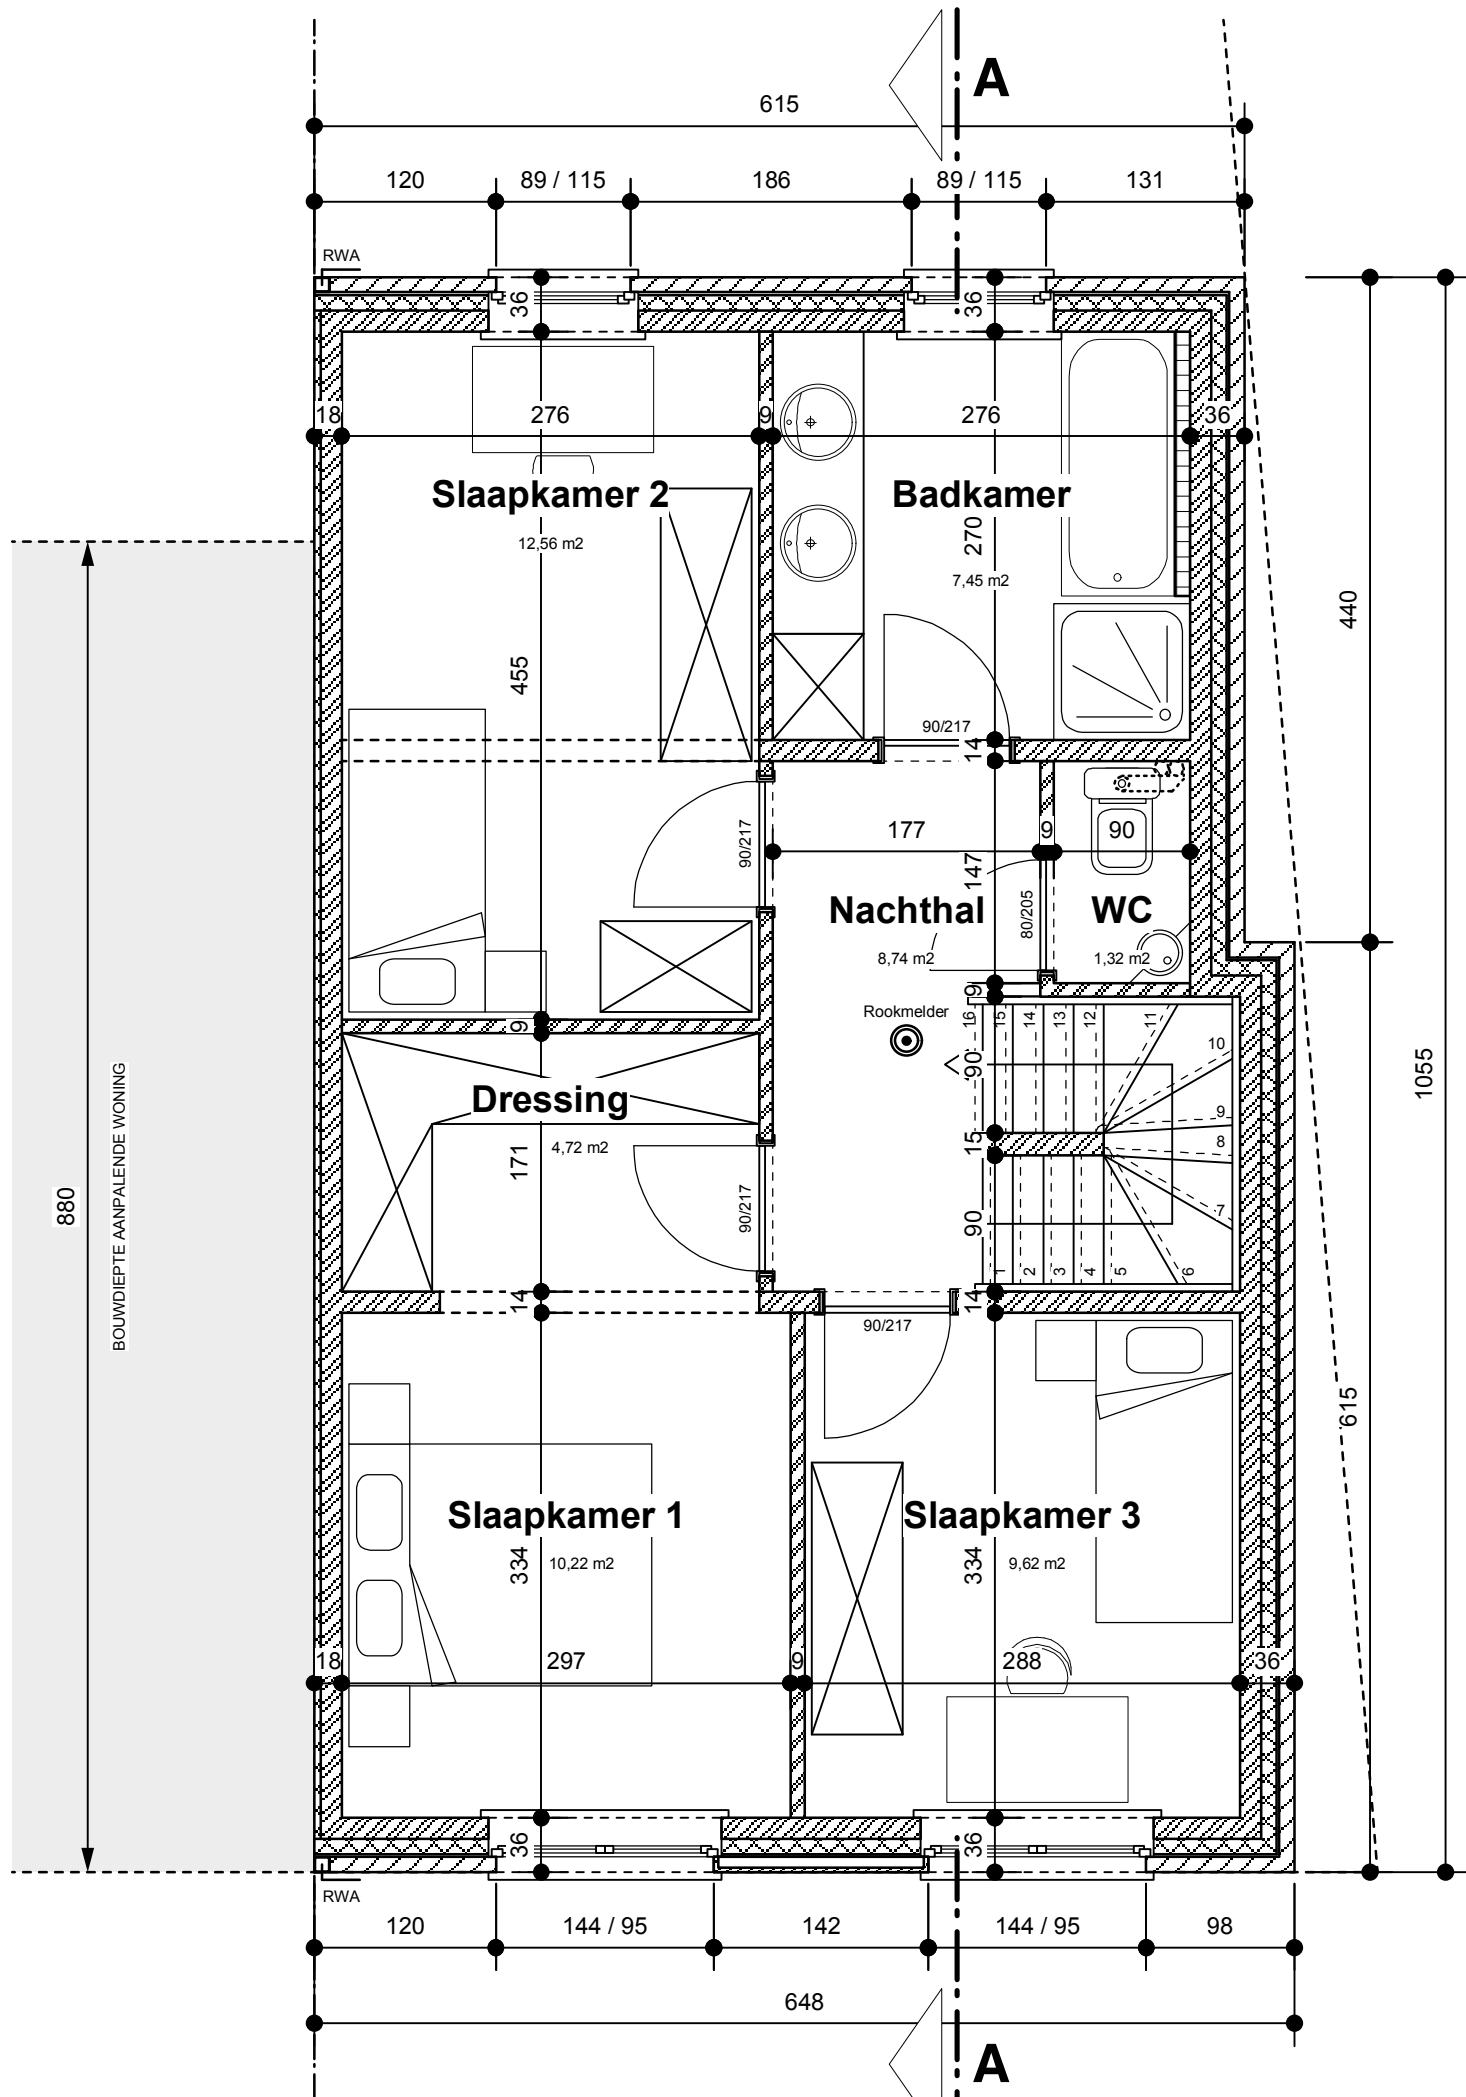 A
615
120
89 / 115
186
89 / 115
131
RWA
36
36
18
276
9
276
36
Slaapkamer 2
Badkamer
12,56 m2
270
7,45 m2
440
455
90/217
14
90/217
177
9
90
147
Nachthal
WC
80/205
8,74 m2
1,32 m2
9
Rookmelder
16
15
14
13
12
11
10
9
8
7
6
5
4
3
2
1
9
90
15
90
1055
Dressing
4,72 m2
171
90/217
880
BOUWDIEPTE AANPALENDE WONING
14
14
90/217
615
Slaapkamer 1
Slaapkamer 3
334
10,22 m2
334
9,62 m2
18
297
9
288
36
36
36
RWA
120
144 / 95
142
144 / 95
98
648
A